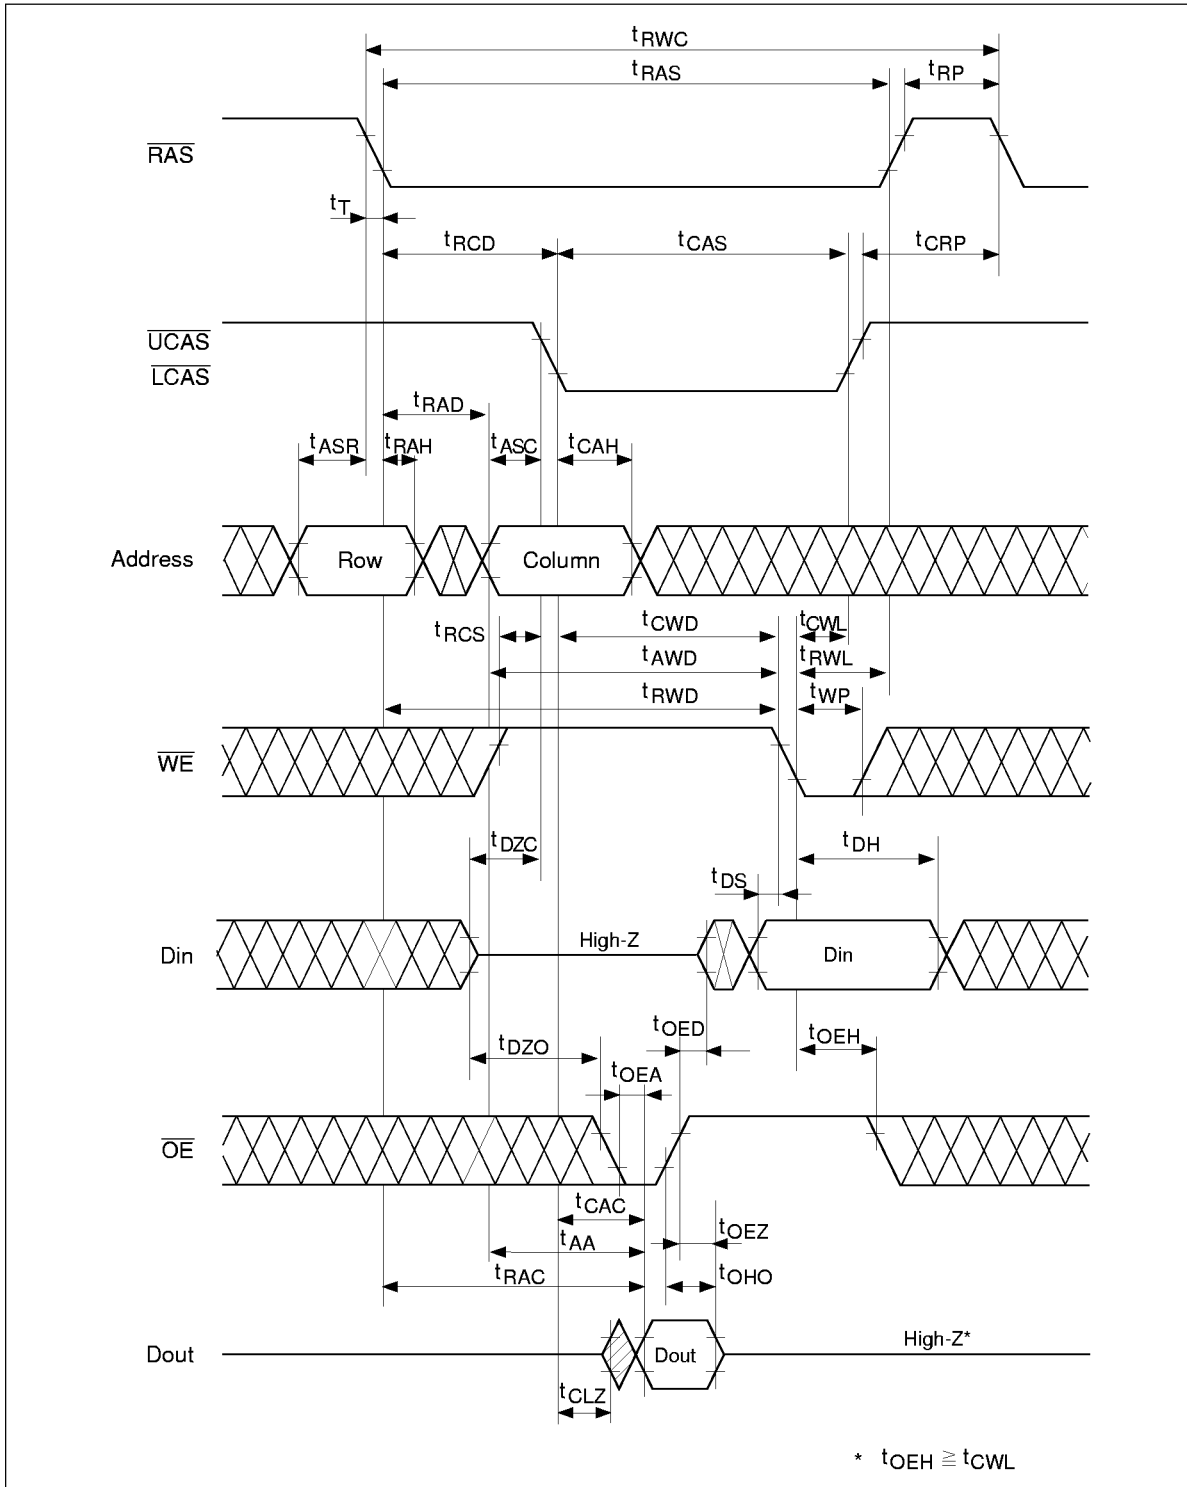 tRWC
tRAS
tRP
RAS
tT
tRCD
tCAS
tCRP
UCAS
LCAS
tRAD
tASR
tRAH
tASC
tCAH
Address
Row
Column
tRCS
tCWD
tCWL
tAWD
tRWL
tRWD
tWP
WE
tDZC
tDH
tDS
Din
High-Z
Din
tDZO
tOED
tOEH
tOEA
OE
tCAC
tOEZ
tAA
tRAC
tOHO
Dout
Dout
High-Z*
tCLZ
* tOEH ≧ tCWL